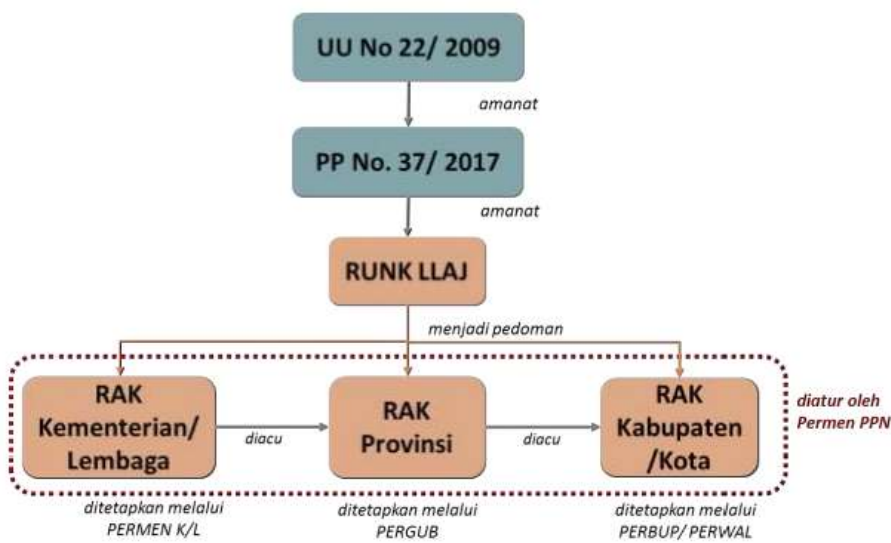 UU No 22/ 2009
amanat
PP No. 37/ 2017
amanat
RUNK LLAJ
menjadi pedoman
RAK
Kementerian/
Lembaga
diacu
RAK
Provinsi
diacu
RAK
Kabupaten
/Kota
diatur oleh
Permen PPN
ditetapkan melalui
PERMEN K/L
ditetapkan melalui
PERGUB
ditetapkan melalui
PERBUP/ PERWAL